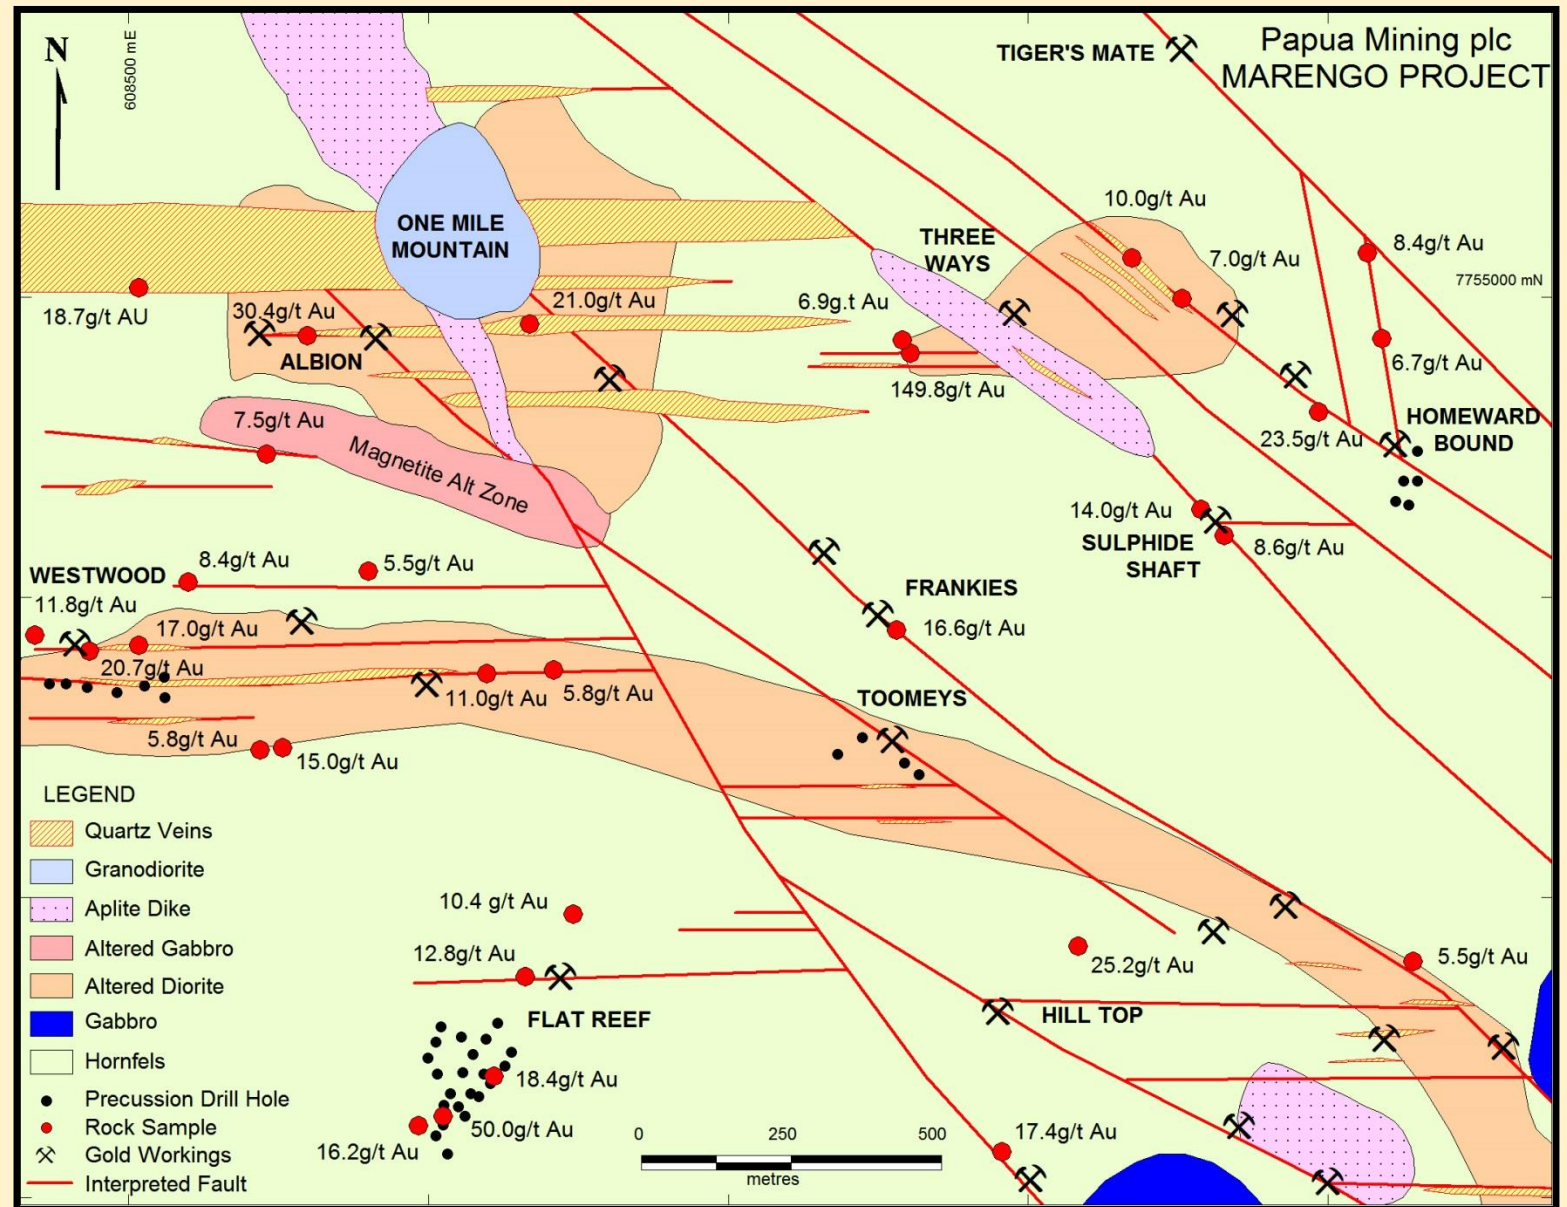 N
608500 mE
TIGER'S MATE
Papua Mining plc
MARENGO PROJECT
10.0g/t Au
ONE MILE
MOUNTAIN
THREE
WAYS
8.4g/t Au
7.0g/t Au
7755000 mN
18.7g/t AU
30.4g/t Au
21.0g/t Au
6.9g.t Au
ALBION
6.7g/t Au
149.8g/t Au
7.5g/t Au
HOMEWARD
BOUND
23.5g/t Au
Magnetite Alt Zone
14.0g/t Au
SULPHIDE
SHAFT
8.6g/t Au
8.4g/t Au
5.5g/t Au
WESTWOOD
11.8g/t Au
FRANKIES
17.0g/t Au
16.6g/t Au
20.7g/t Au
11.0g/t Au
5.8g/t Au
TOOMEYS
5.8g/t Au
15.0g/t Au
LEGEND
Quartz Veins
Granodiorite
Aplite Dike
Altered Gabbro
Altered Diorite
Gabbro
Hornfels
Precussion Drill Hole
Rock Sample
Gold Workings
Interpreted Fault
10.4 g/t Au
12.8g/t Au
25.2g/t Au
5.5g/t Au
FLAT REEF
HILL TOP
18.4g/t Au
50.0g/t Au
16.2g/t Au
17.4g/t Au
0 250 500
metres